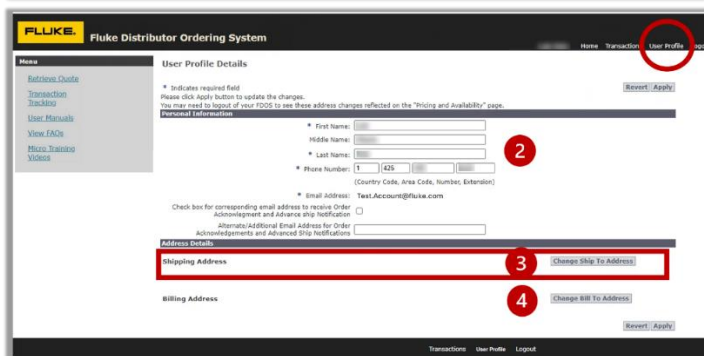 FLUKE.
Fluke Distributor Ordering System
Home Transaction User Profile
Menu
Retrieve Quote
Transaction
Tracking
User Manuals
View FAQs
Micro Training
Videos
User Profile Details
* Indicates required field
Please click Apply button to update the changes.
You may need to logout of your FDOS to see these address changes reflected on the "Pricing and Availability" page.
Revert Apply
Personal Information
* First Name:
Middle Name:
* Last Name:
* Phone Number: 1 425
(Country Code, Area Code, Number, Extension)
2
* Email Address: Test.Account@fluke.com
Check box for corresponding email address to receive Order
Acknowlegment and Advance ship Notification
Alternate/Additional Email Address for Order
Acknowledgements and Advanced Ship Notifications
Address Details
Shipping Address 3 Change Ship To Address
Billing Address 4 Change Bill To Address
Revert Apply
Transactions User Profile Logout